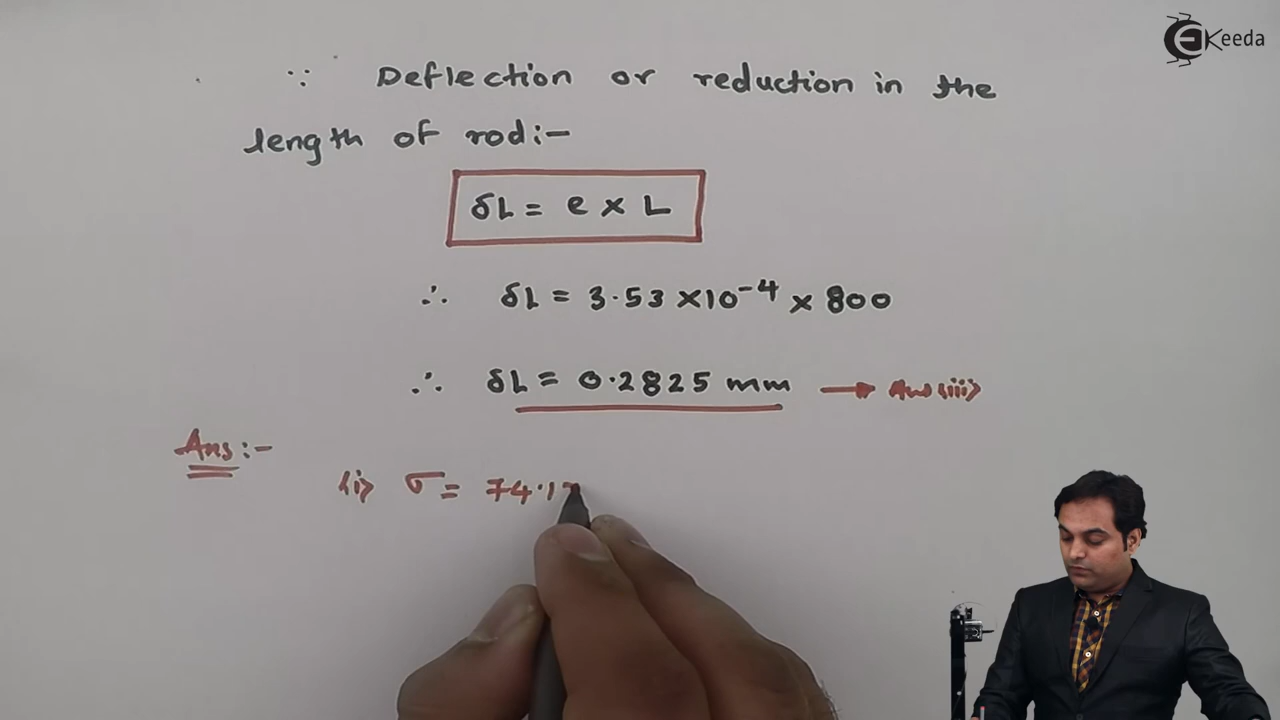 EKeeda
∵ Deflection or reduction in the
length of rod:-
δL = e × L
∴ δL = 3.53 ×10⁻⁴ × 800
∴ δL = 0.2825 mm → Ans (iii)
Ans:-
(i) σ = 74.1